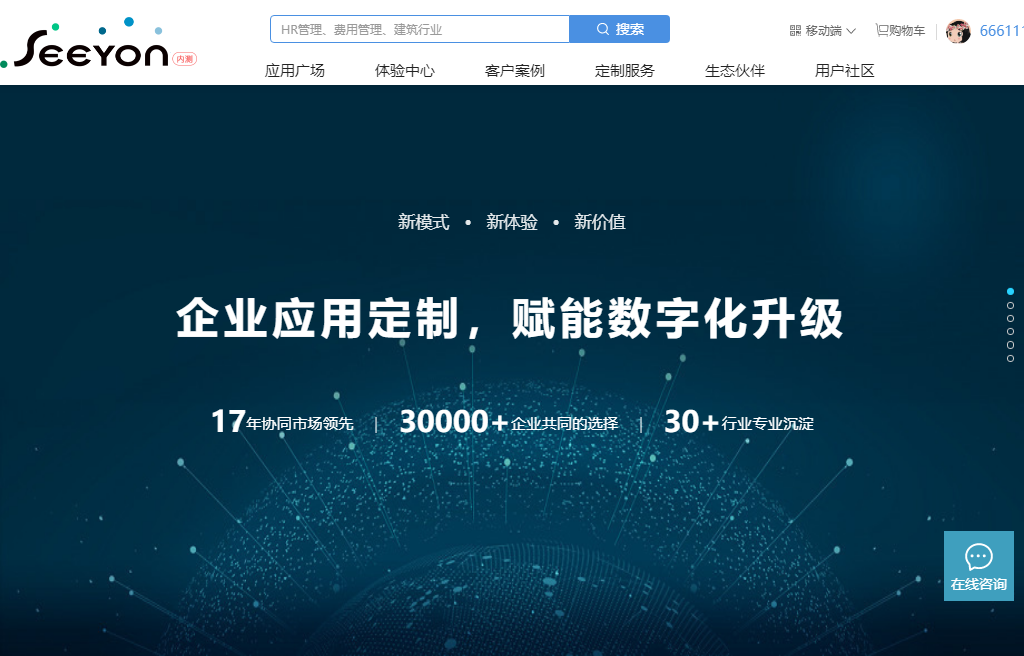 SEEYON 内测
HR管理、费用管理、建筑行业 搜索
移动端 购物车 66611
应用广场 体验中心 客户案例 定制服务 生态伙伴 用户社区
新模式 • 新体验 • 新价值
企业应用定制，赋能数字化升级
17年协同市场领先 | 30000+企业共同的选择 | 30+行业专业沉淀
在线咨询